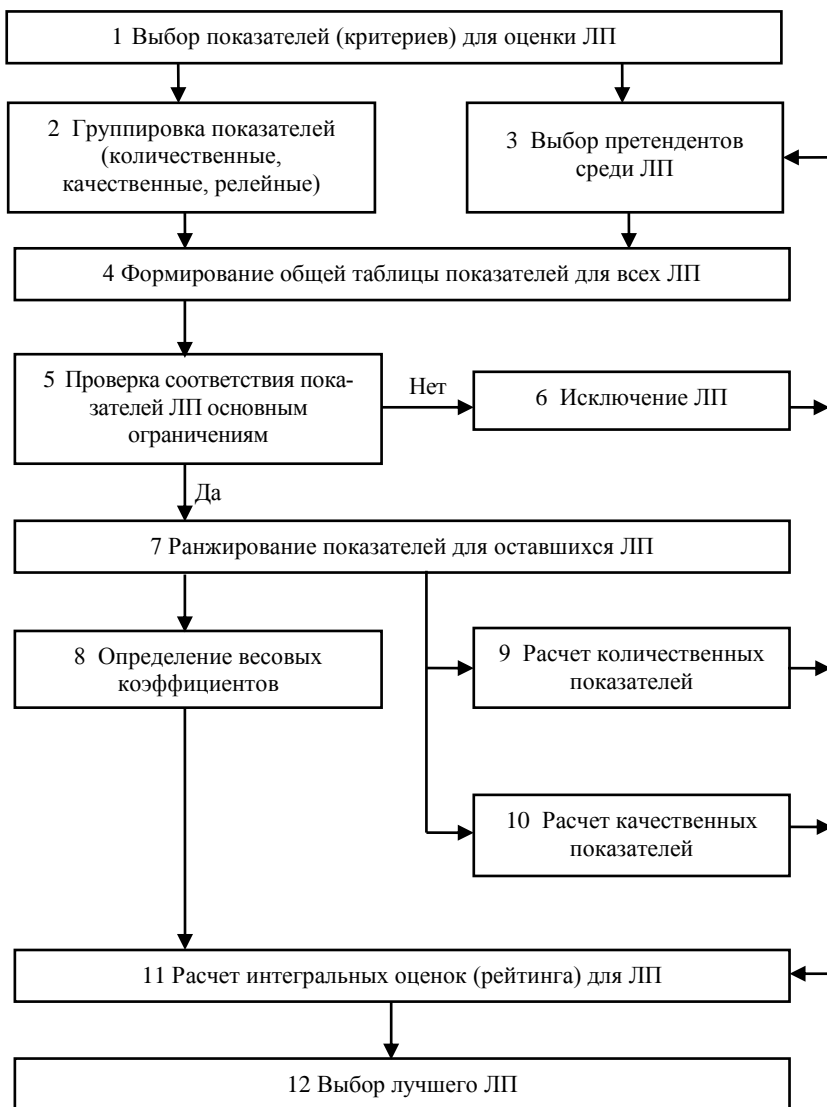 1 Выбор показателей (критериев) для оценки ЛП
2 Группировка показателей
(количественные,
качественные, релейные)
3 Выбор претендентов
среди ЛП
4 Формирование общей таблицы показателей для всех ЛП
5 Проверка соответствия пока-
зателей ЛП основным
ограничениям
Нет
6 Исключение ЛП
Да
7 Ранжирование показателей для оставшихся ЛП
8 Определение весовых
коэффициентов
9 Расчет количественных
показателей
10 Расчет качественных
показателей
11 Расчет интегральных оценок (рейтинга) для ЛП
12 Выбор лучшего ЛП